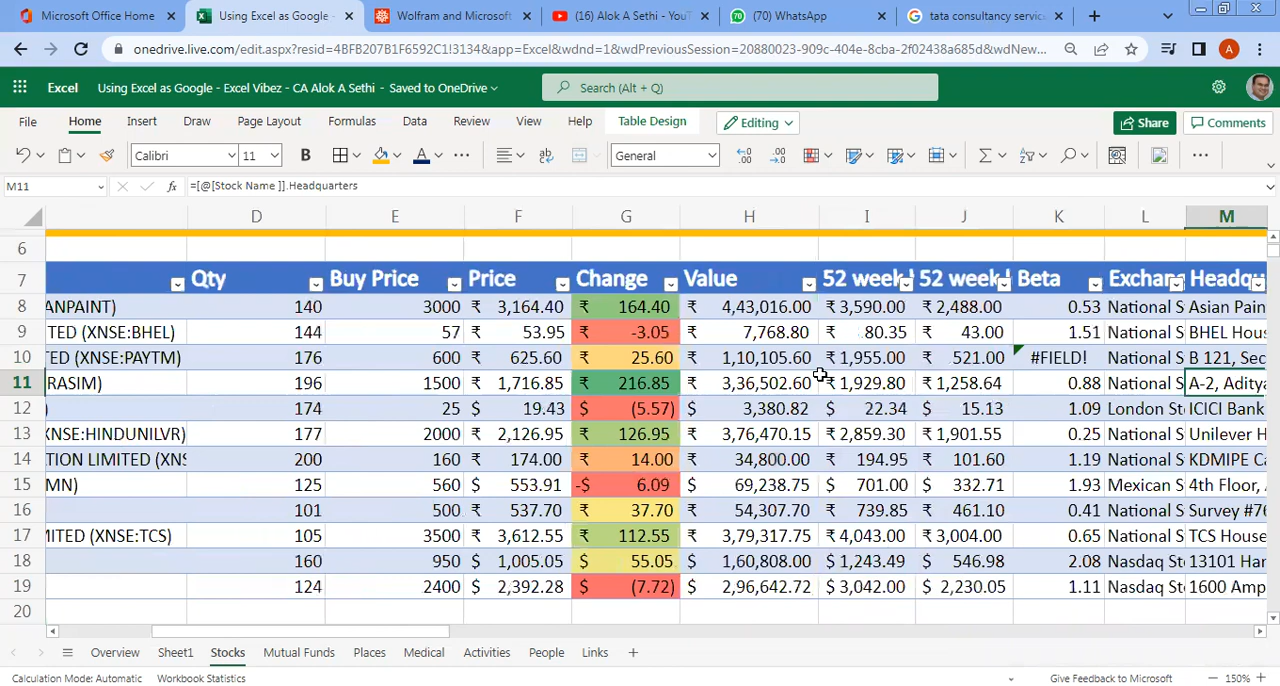 Microsoft Office Home × Using Excel as Google - × Wolfram and Microsoft × (16) Alok A Sethi - YouT × (70) WhatsApp × tata consultancy servic × +
onedrive.live.com/edit.aspx?resid=4BFB207B1F6592C1!3134&app=Excel&wdnd=1&wdPreviousSession=20880023-909c-404e-8cba-2f02438a685d&wdNew... A
Excel Using Excel as Google - Excel Vibez - CA Alok A Sethi - Saved to OneDrive Search (Alt + Q)
File Home Insert Draw Page Layout Formulas Data Review View Help Table Design Editing Share Comments
Calibri 11 B A General
M11 fx =[@[Stock Name ]].Headquarters
D E F G H I J K L M
6
7 Qty Buy Price Price Change Value 52 week 52 week Beta Exchan Headqu
8 ANPAINT) 140 3000 ₹ 3,164.40 ₹ 164.40 ₹ 4,43,016.00 ₹ 3,590.00 ₹ 2,488.00 0.53 National S Asian Pain
9 TED (XNSE:BHEL) 144 57 ₹ 53.95 ₹ -3.05 ₹ 7,768.80 ₹ 80.35 ₹ 43.00 1.51 National S BHEL Hous
10 TED (XNSE:PAYTM) 176 600 ₹ 625.60 ₹ 25.60 ₹ 1,10,105.60 ₹ 1,955.00 ₹ 521.00 #FIELD! National S B 121, Sec
11 RASIM) 196 1500 ₹ 1,716.85 ₹ 216.85 ₹ 3,36,502.60 ₹ 1,929.80 ₹ 1,258.64 0.88 National S A-2, Aditya
12 ) 174 25 $ 19.43 $ (5.57) $ 3,380.82 $ 22.34 $ 15.13 1.09 London Sto ICICI Bank
13 XNSE:HINDUNILVR) 177 2000 ₹ 2,126.95 ₹ 126.95 ₹ 3,76,470.15 ₹ 2,859.30 ₹ 1,901.55 0.25 National S Unilever H
14 TION LIMITED (XNS 200 160 ₹ 174.00 ₹ 14.00 ₹ 34,800.00 ₹ 194.95 ₹ 101.60 1.19 National S KDMIPE Ca
15 MN) 125 560 $ 553.91 -$ 6.09 $ 69,238.75 $ 701.00 $ 332.71 1.93 Mexican S 4th Floor,
16 101 500 ₹ 537.70 ₹ 37.70 ₹ 54,307.70 ₹ 739.85 ₹ 461.10 0.41 National S Survey #76
17 MITED (XNSE:TCS) 105 3500 ₹ 3,612.55 ₹ 112.55 ₹ 3,79,317.75 ₹ 4,043.00 ₹ 3,004.00 0.65 National S TCS House
18 160 950 $ 1,005.05 $ 55.05 $ 1,60,808.00 $ 1,243.49 $ 546.98 2.08 Nasdaq St 13101 Har
19 124 2400 $ 2,392.28 $ (7.72) $ 2,96,642.72 $ 3,042.00 $ 2,230.05 1.11 Nasdaq St 1600 Amp
20
Overview Sheet1 Stocks Mutual Funds Places Medical Activities People Links +
Calculation Mode: Automatic Workbook Statistics Give Feedback to Microsoft − 150% +